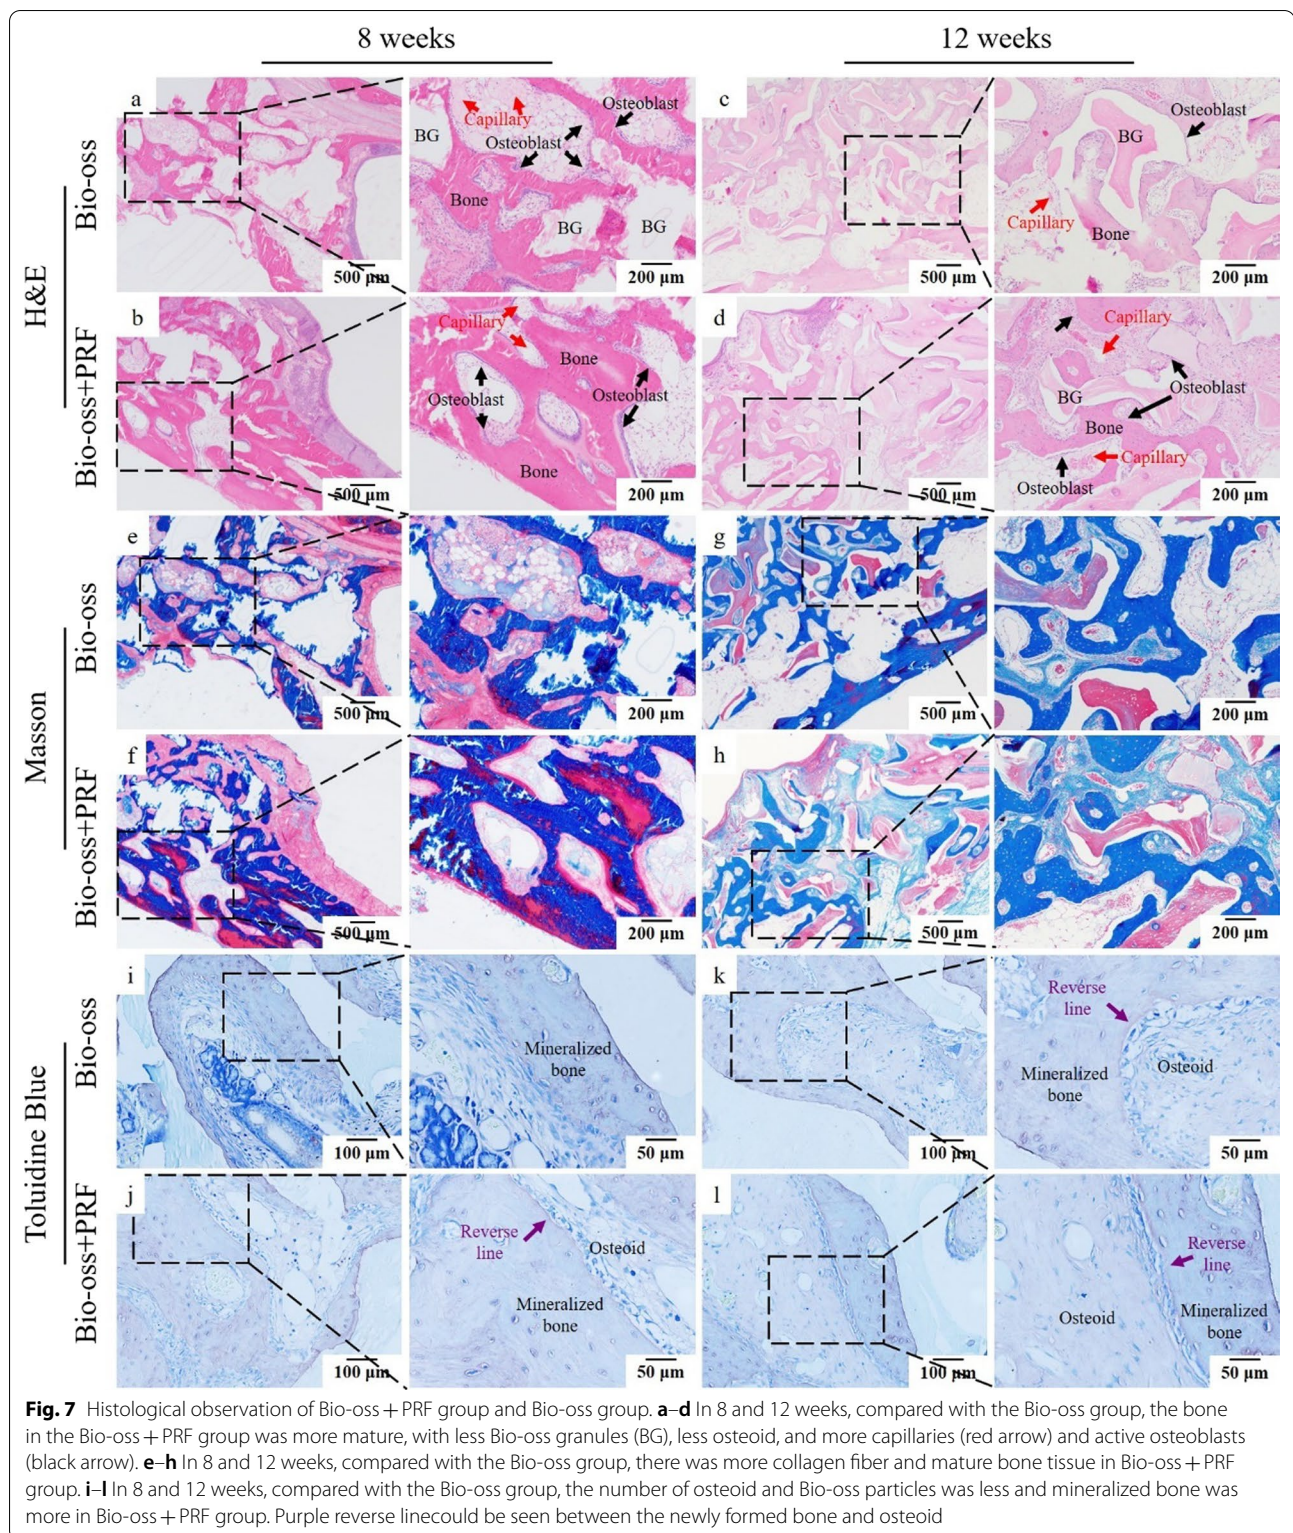 8 weeks
12 weeks
H&E
Bio-oss
a
500 µm
Capillary
Osteoblast
Osteoblast
BG
Bone
BG
BG
200 µm
c
500 µm
BG
Osteoblast
Capillary
Bone
200 µm
Bio-oss+PRF
b
500 µm
Capillary
Bone
Osteoblast
Osteoblast
Bone
200 µm
d
500 µm
Capillary
Osteoblast
BG
Bone
Capillary
Osteoblast
200 µm
Masson
Bio-oss
e
500 µm
200 µm
g
500 µm
200 µm
Bio-oss+PRF
f
500 µm
200 µm
h
500 µm
200 µm
Toluidine Blue
Bio-oss
i
100 µm
Mineralized
bone
50 µm
k
100 µm
Reverse
line
Osteoid
Mineralized
bone
50 µm
Bio-oss+PRF
j
100 µm
Reverse
line
Osteoid
Mineralized
bone
50 µm
l
100 µm
Reverse
line
Osteoid
Mineralized
bone
50 µm
Fig. 7 Histological observation of Bio-oss + PRF group and Bio-oss group. a–d In 8 and 12 weeks, compared with the Bio-oss group, the bone
in the Bio-oss + PRF group was more mature, with less Bio-oss granules (BG), less osteoid, and more capillaries (red arrow) and active osteoblasts
(black arrow). e–h In 8 and 12 weeks, compared with the Bio-oss group, there was more collagen fiber and mature bone tissue in Bio-oss + PRF
group. i–l In 8 and 12 weeks, compared with the Bio-oss group, the number of osteoid and Bio-oss particles was less and mineralized bone was
more in Bio-oss + PRF group. Purple reverse linecould be seen between the newly formed bone and osteoid